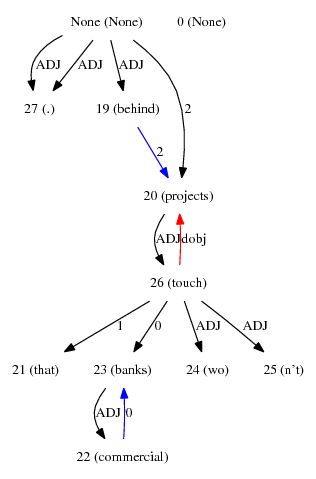 None (None) 0 (None)
ADJ ADJ ADJ
27 (.) 19 (behind) 2
2
20 (projects)
ADJ dobj
26 (touch)
1 0 ADJ ADJ
21 (that) 23 (banks) 24 (wo) 25 (n't)
ADJ 0
22 (commercial)